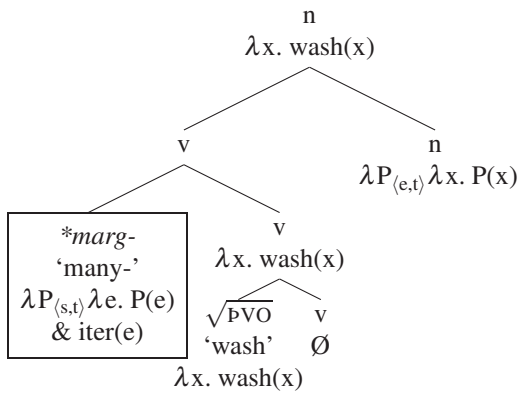 n
λx. wash(x)
v n
λP⟨e,t⟩λx. P(x)
*marg- v
‘many-’ λx. wash(x)
λP⟨s,t⟩λe. P(e) √ÞVO v
& iter(e) ‘wash’ Ø
λx. wash(x)